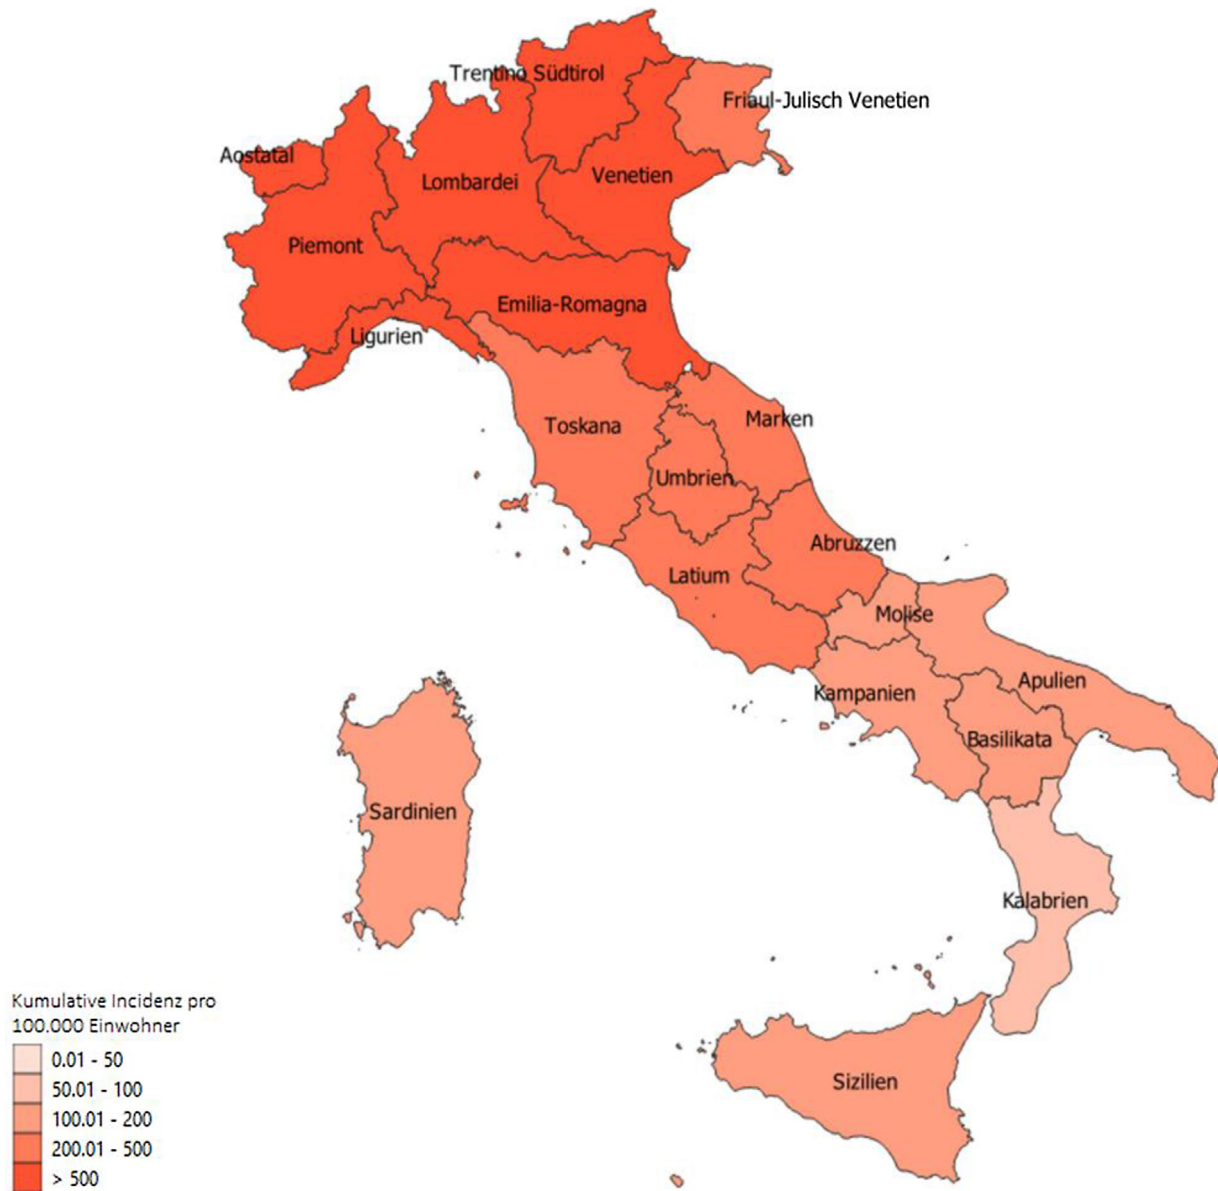 Trentino Südtirol
Friaul-Julisch Venetien
Aostatal
Lombardei
Venetien
Piemont
Emilia-Romagna
Ligurien
Toskana
Marken
Umbrien
Abruzzen
Latium
Molise
Apulien
Kampanien
Basilikata
Sardinien
Kalabrien
Sizilien
Kumulative Incidenz pro
100.000 Einwohner
0.01 - 50
50.01 - 100
100.01 - 200
200.01 - 500
> 500